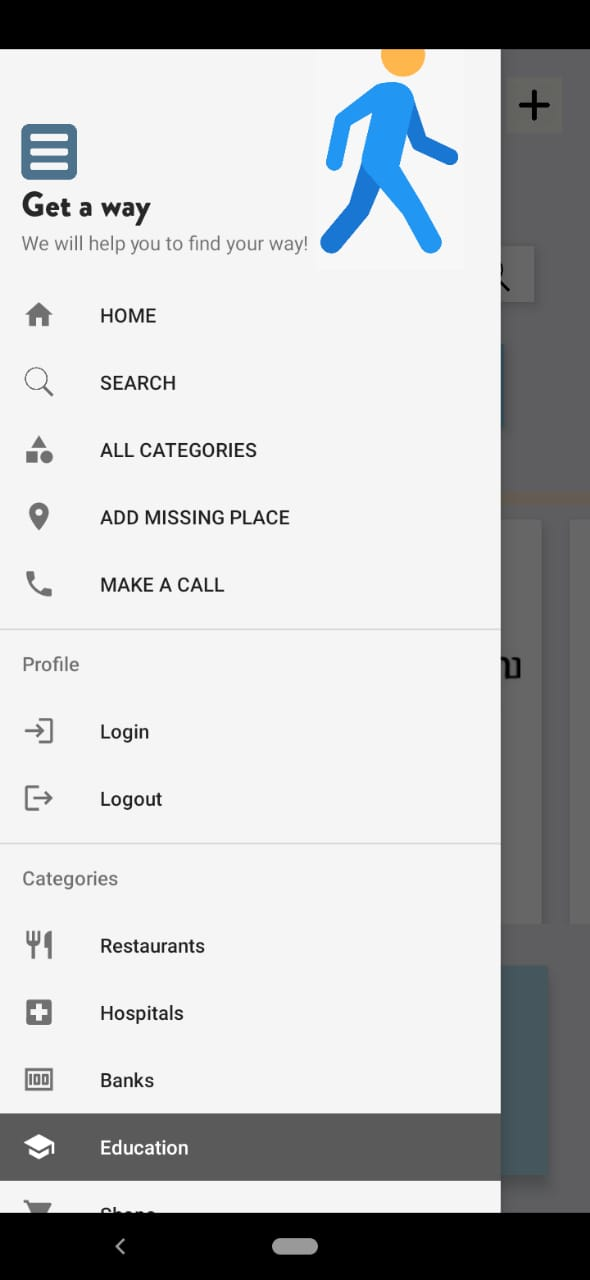 Get a way
We will help you to find your way!
HOME
SEARCH
ALL CATEGORIES
ADD MISSING PLACE
MAKE A CALL
Profile
Login
Logout
Categories
Restaurants
Hospitals
100
Banks
Education